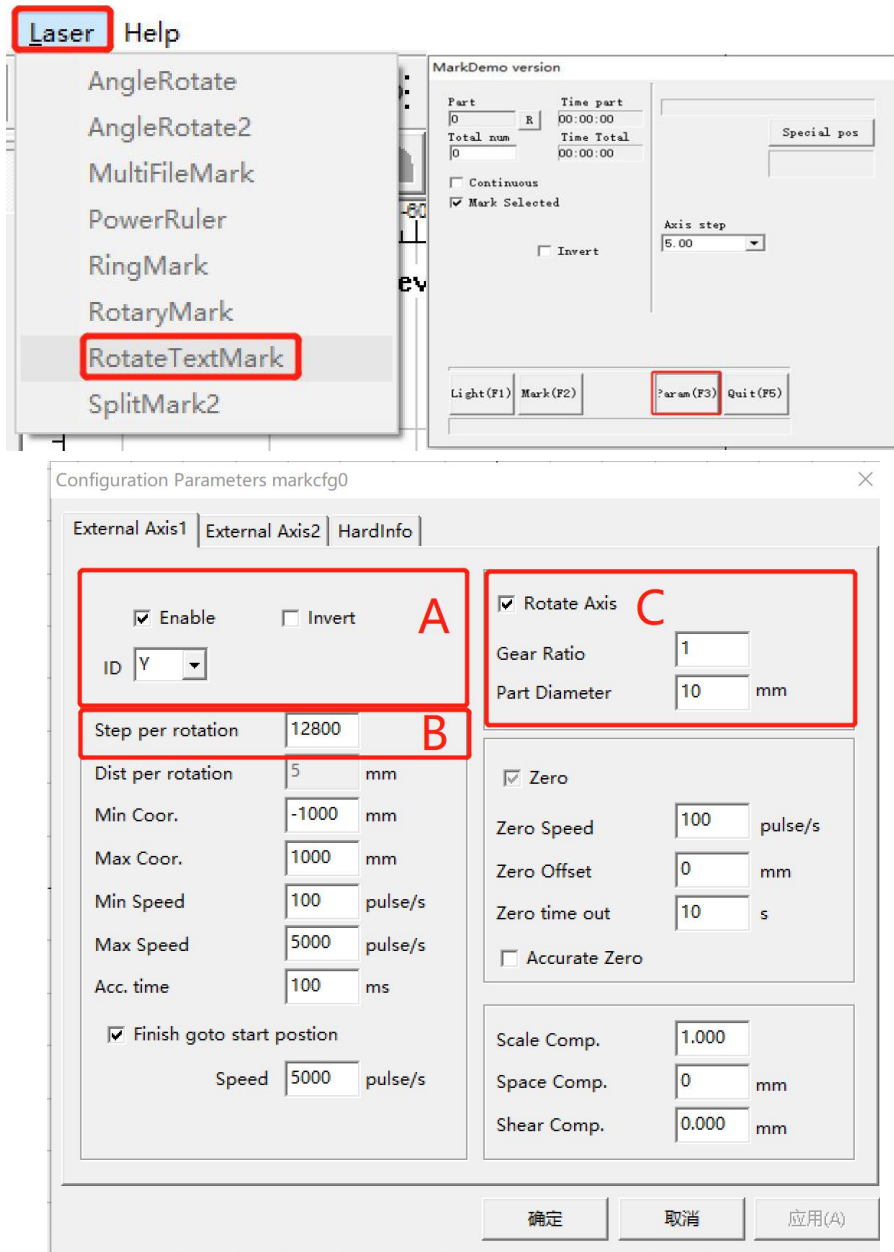 Laser Help
AngleRotate
AngleRotate2
MultiFileMark
PowerRuler
RingMark
RotaryMark
RotateTextMark
SplitMark2
-80
ev
MarkDemo version
Part Time part
0 R 00:00:00
Total num Time Total
0 00:00:00
Continuous
Mark Selected
Invert
Special pos
Axis step
5.00
Light(F1) Mark(F2) ?aram(F3) Quit(F5)
Configuration Parameters markcfg0
External Axis1 External Axis2 HardInfo
Enable Invert A
ID Y
Step per rotation 12800 B
Dist per rotation 5 mm
Min Coor. -1000 mm
Max Coor. 1000 mm
Min Speed 100 pulse/s
Max Speed 5000 pulse/s
Acc. time 100 ms
Finish goto start postion
Speed 5000 pulse/s
Rotate Axis C
Gear Ratio 1
Part Diameter 10 mm
Zero
Zero Speed 100 pulse/s
Zero Offset 0 mm
Zero time out 10 s
Accurate Zero
Scale Comp. 1.000
Space Comp. 0 mm
Shear Comp. 0.000 mm
确定 取消 应用(A)